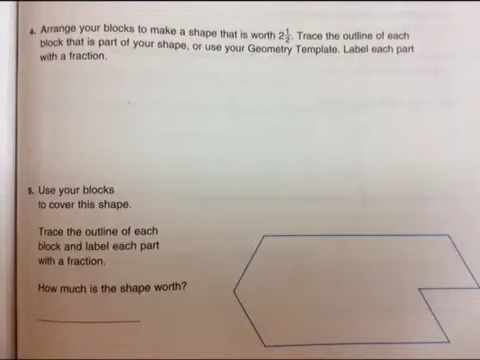 4. Arrange your blocks to make a shape that is worth 2½. Trace the outline of each
block that is part of your shape, or use your Geometry Template. Label each part
with a fraction.
5. Use your blocks
to cover this shape.
Trace the outline of each
block and label each part
with a fraction.
How much is the shape worth?